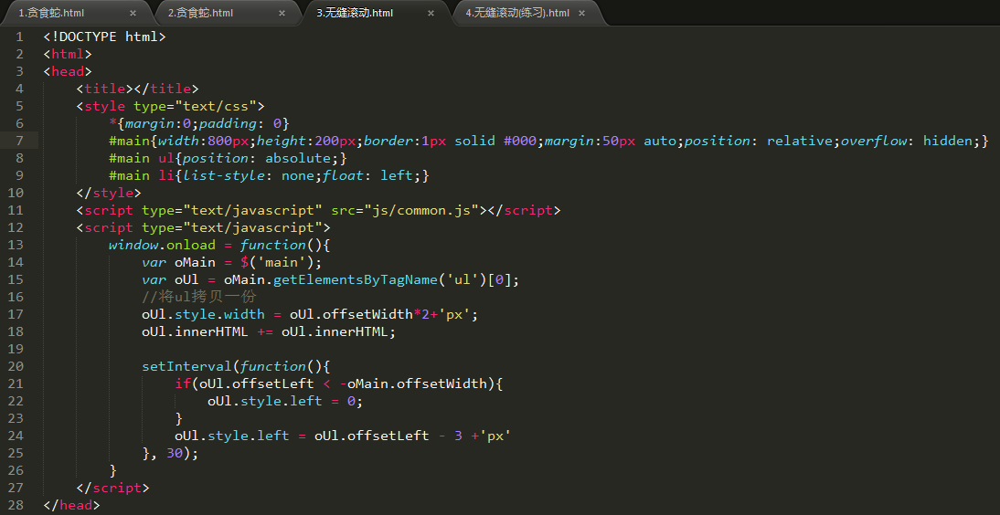 1.贪食蛇.html × 2.贪食蛇.html × 3.无缝滚动.html × 4.无缝滚动(练习).html ×
1 <!DOCTYPE html>
2 <html>
3 <head>
4 <title></title>
5 <style type="text/css">
6 *{margin:0;padding: 0}
7 #main{width:800px;height:200px;border:1px solid #000;margin:50px auto;position: relative;overflow: hidden;}
8 #main ul{position: absolute;}
9 #main li{list-style: none;float: left;}
10 </style>
11 <script type="text/javascript" src="js/common.js"></script>
12 <script type="text/javascript">
13 window.onload = function(){
14 var oMain = $('main');
15 var oUl = oMain.getElementsByTagName('ul')[0];
16 //将ul拷贝一份
17 oUl.style.width = oUl.offsetWidth*2+'px';
18 oUl.innerHTML += oUl.innerHTML;
19
20 setInterval(function(){
21 if(oUl.offsetLeft < -oMain.offsetWidth){
22 oUl.style.left = 0;
23 }
24 oUl.style.left = oUl.offsetLeft - 3 +'px'
25 }, 30);
26 }
27 </script>
28 </head>